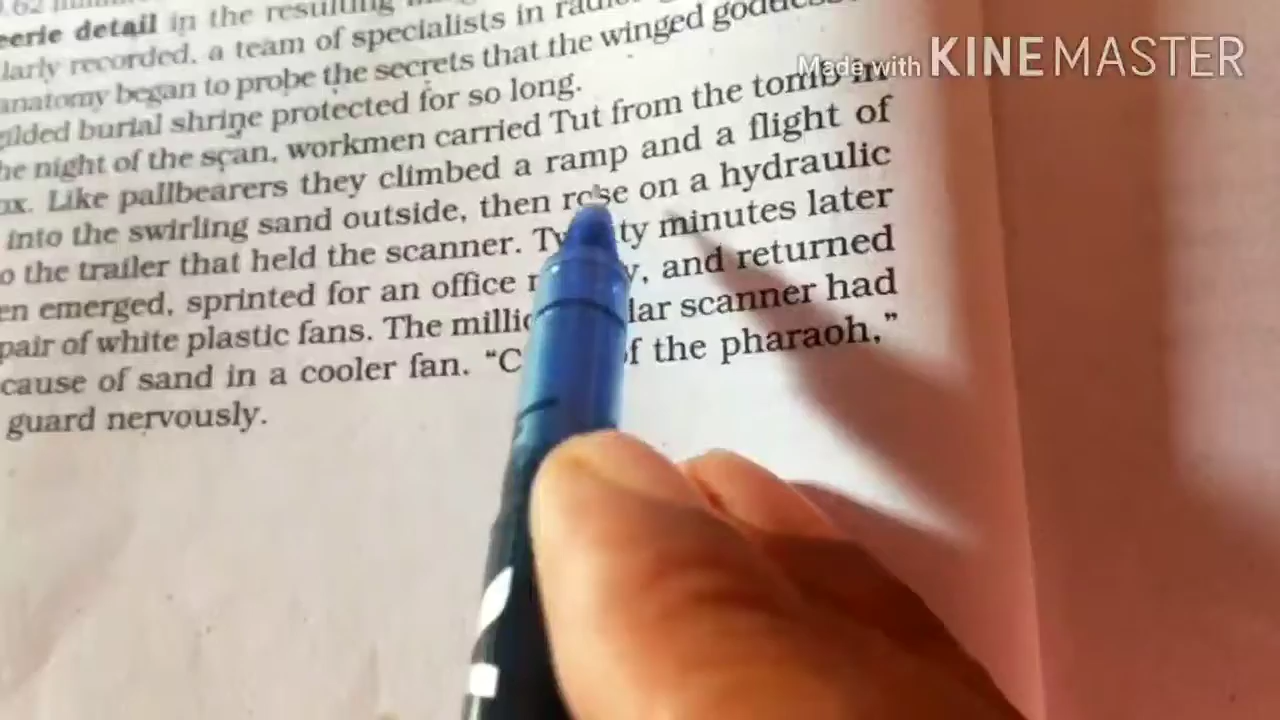 Made with KINEMASTER
eerie detail in the resulting
larly recorded, a team of specialists in
anatomy began to probe the secrets that the winged
gilded burial shrine protected for so long.
he night of the scan, workmen carried Tut from the tomb in
ox. Like pallbearers they climbed a ramp and a flight of
into the swirling sand outside, then rose on a hydraulic
o the trailer that held the scanner. Twenty minutes later
en emerged, sprinted for an office and returned
pair of white plastic fans. The lar scanner had
cause of sand in a cooler fan. “C of the pharaoh,”
guard nervously.